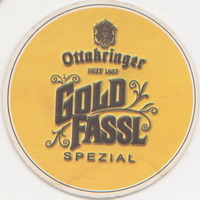 Ottakringer
SEIT 1837
GOLD
FASSL
SPEZIAL